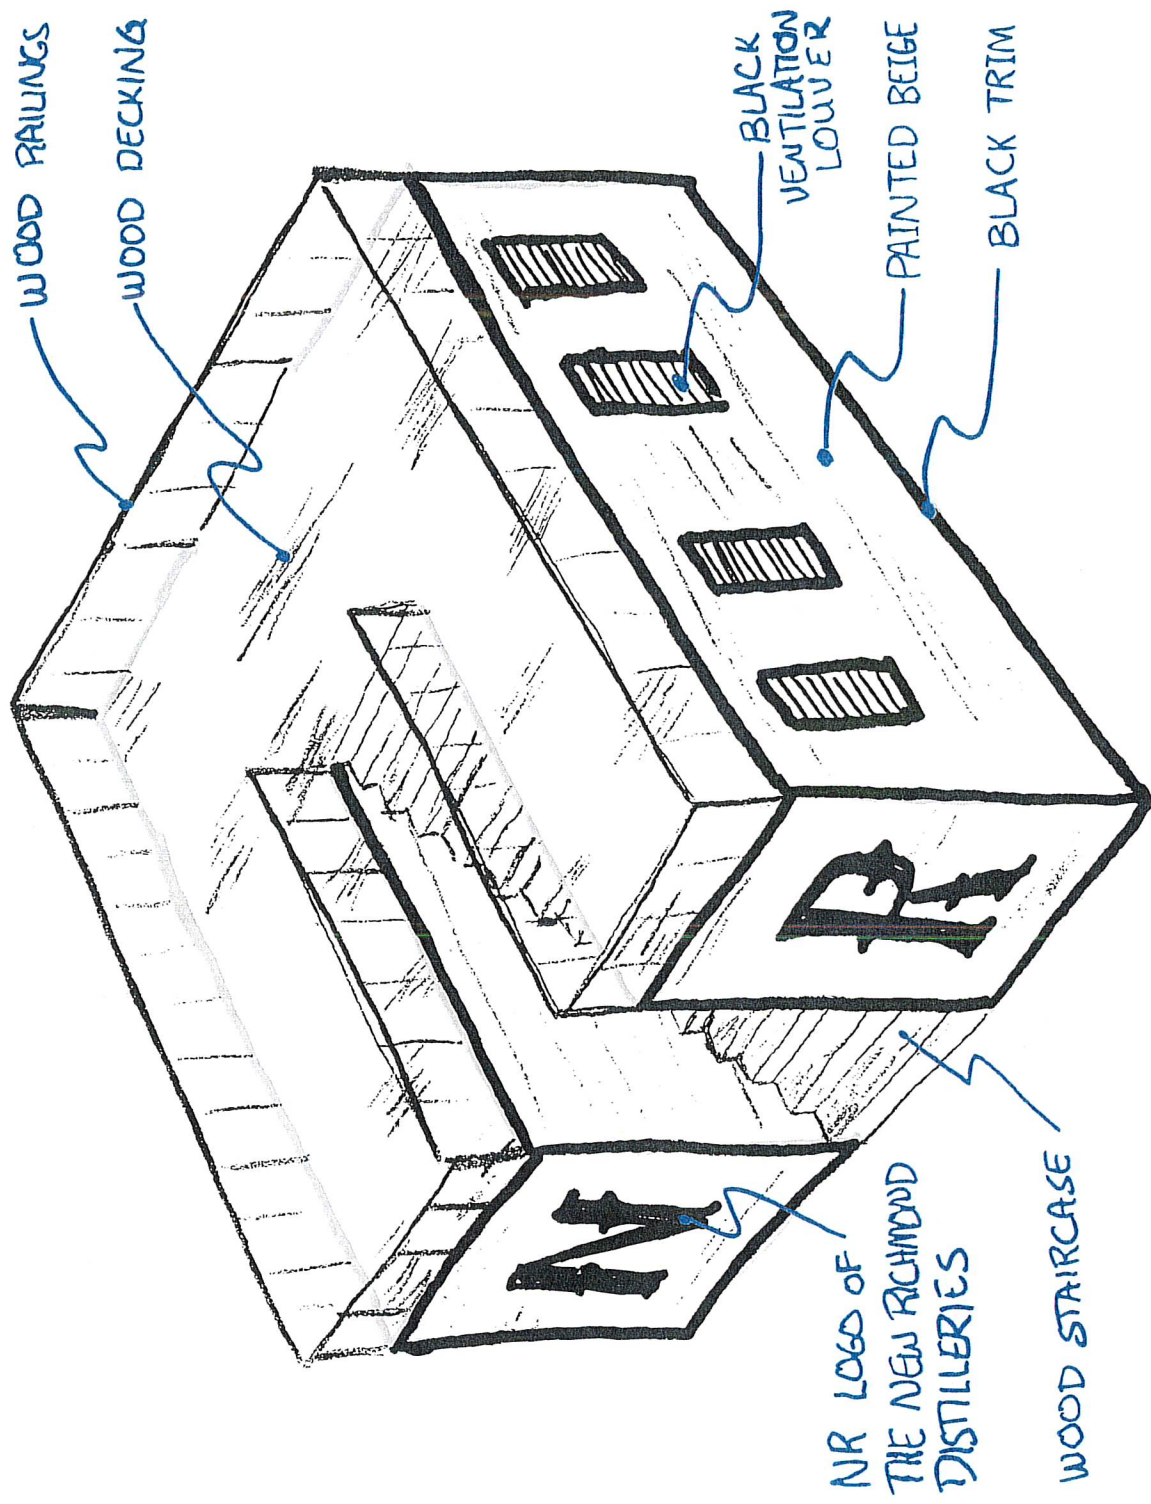 WOOD RAILINGS
WOOD DECKING
BLACK
VENTILATION
LOUVER
PAINTED BEIGE
BLACK TRIM
N
R
NR LOGO OF
THE NEW RICHMOND
DISTILLERIES
WOOD STAIRCASE